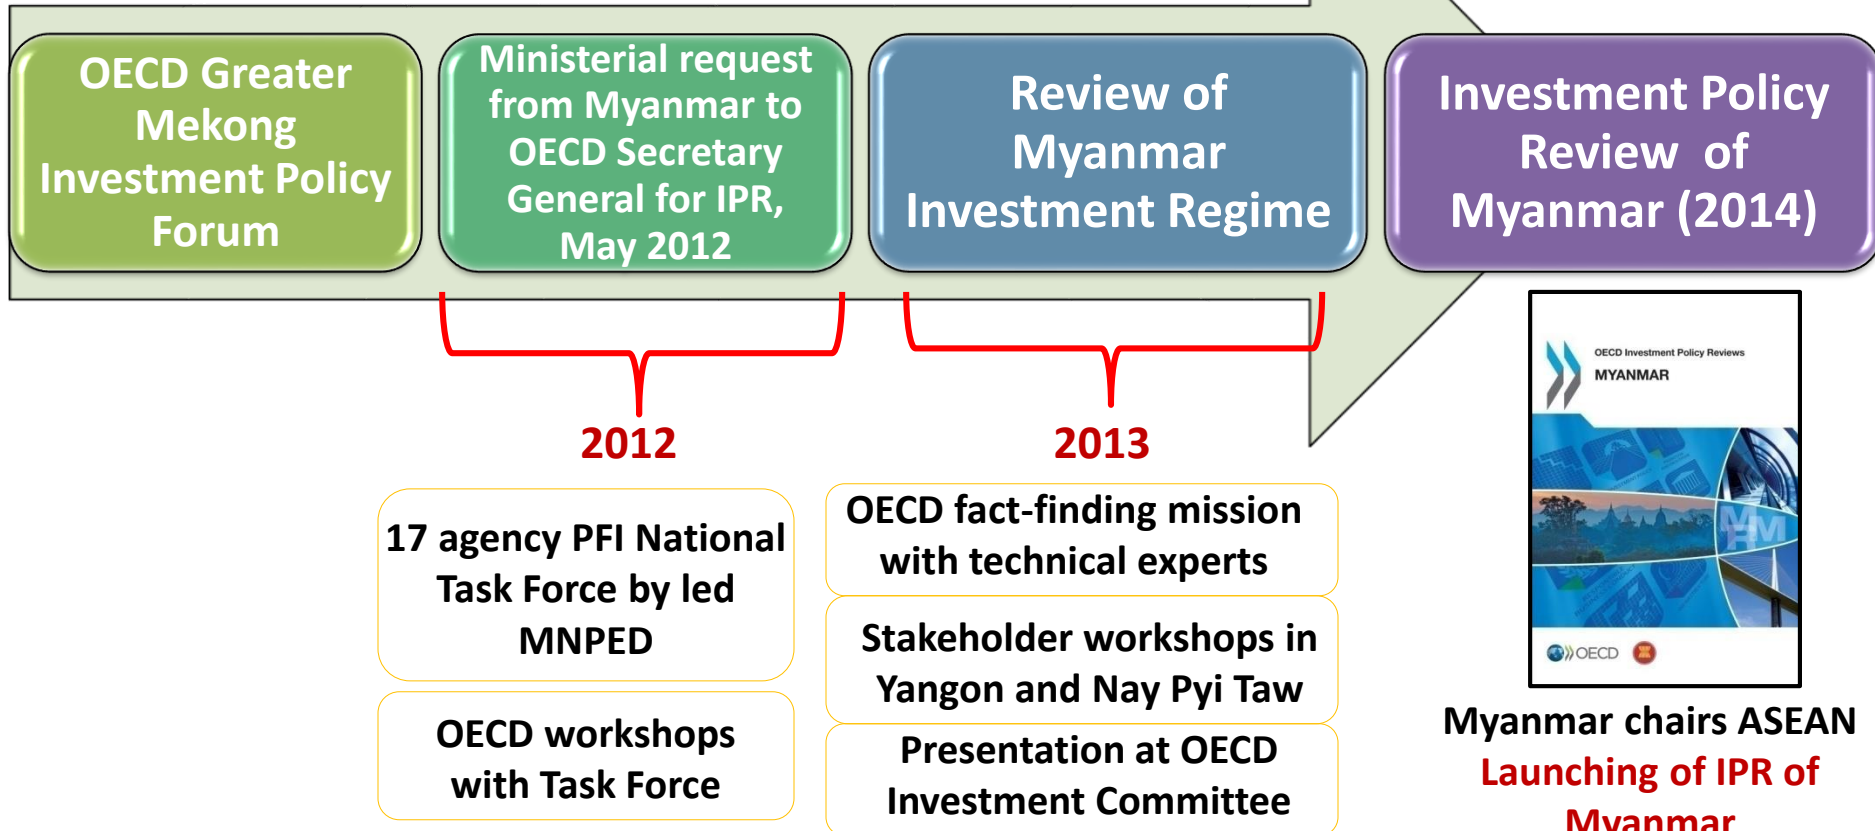 OECD Greater
Mekong
Investment Policy
Forum
Ministerial request
from Myanmar to
OECD Secretary
General for IPR,
May 2012
Review of
Myanmar
Investment Regime
Investment Policy
Review of
Myanmar (2014)
2012
17 agency PFI National
Task Force by led
MNPED
OECD workshops
with Task Force
2013
OECD fact-finding mission
with technical experts
Stakeholder workshops in
Yangon and Nay Pyi Taw
Presentation at OECD
Investment Committee
OECD Investment Policy Reviews
MYANMAR
OECD
Myanmar chairs ASEAN
Launching of IPR of
Myanmar